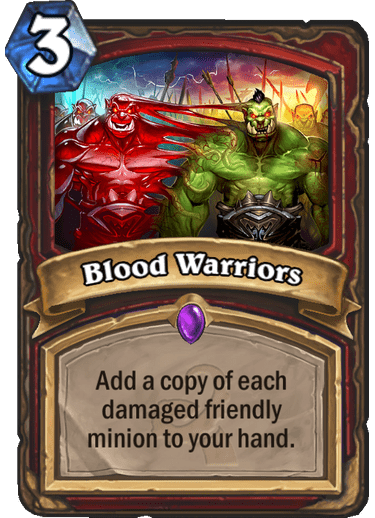 3
Blood Warriors
Add a copy of each
damaged friendly
minion to your hand.